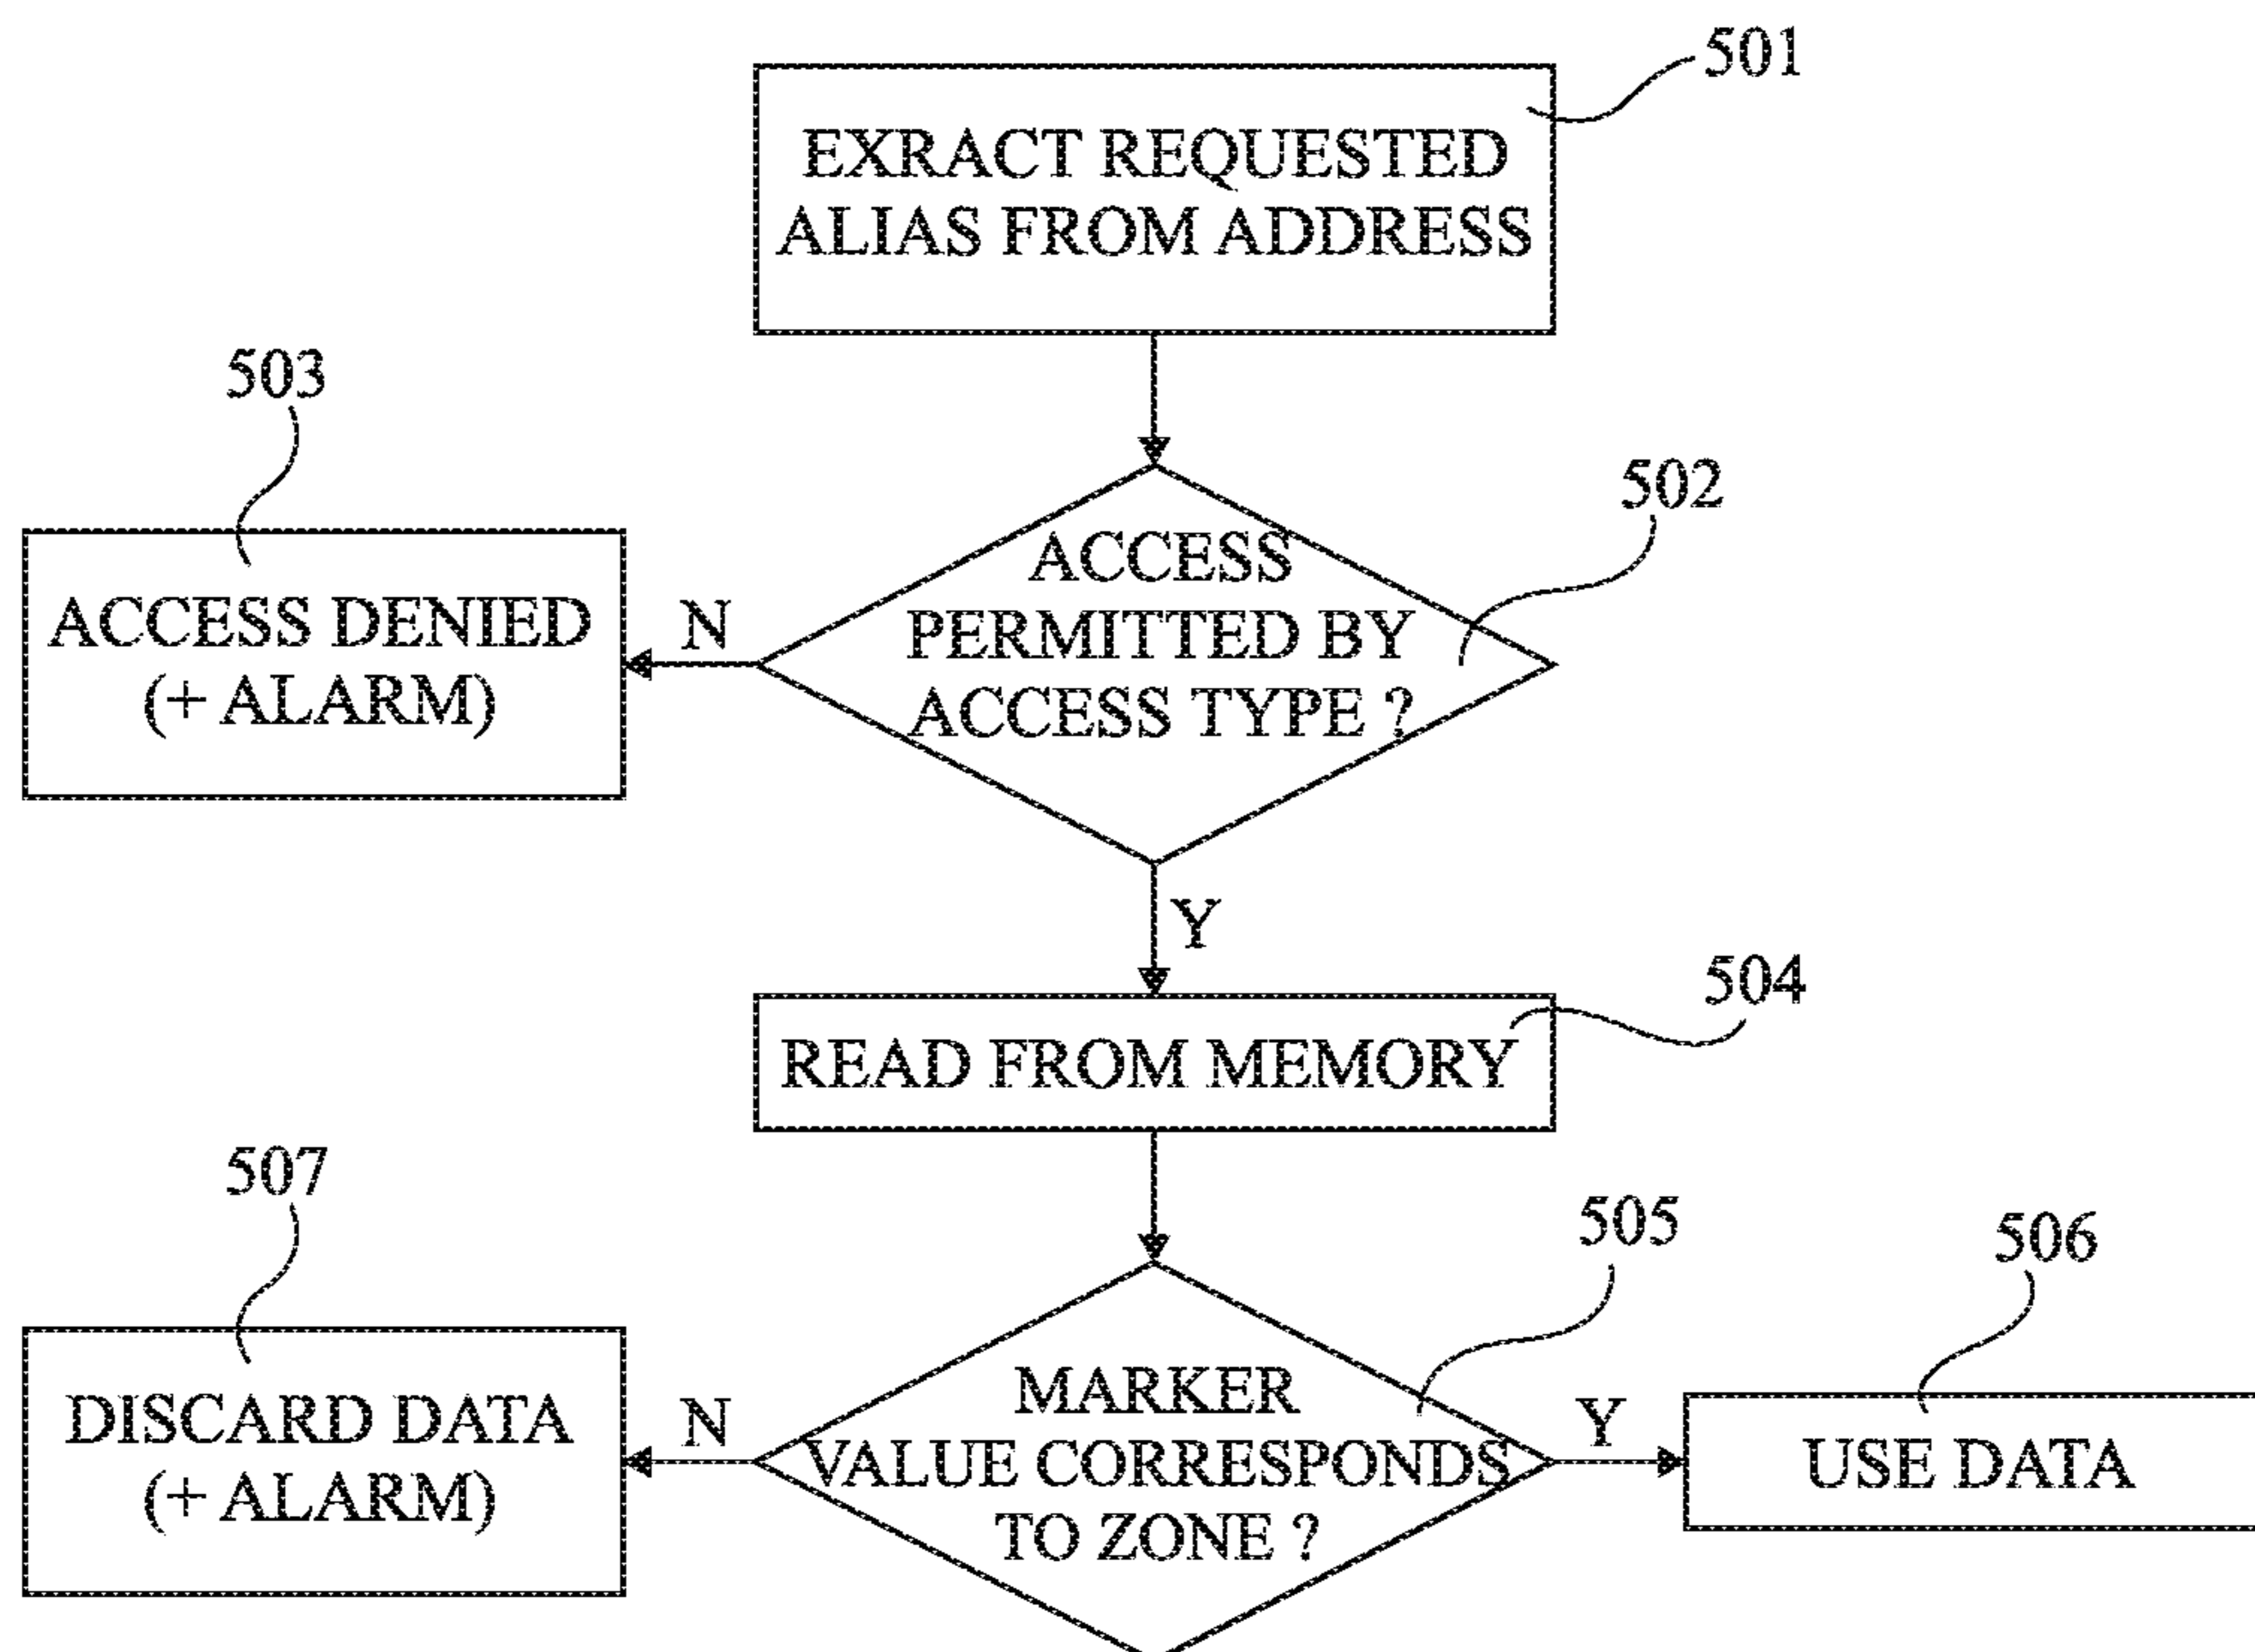 501
EXRACT REQUESTED
ALIAS FROM ADDRESS
503
502
ACCESS
PERMITTED BY
ACCESS TYPE ?
N
ACCESS DENIED
(+ ALARM)
Y
504
READ FROM MEMORY
507
505
506
MARKER
VALUE CORRESPONDS
TO ZONE ?
N
DISCARD DATA
(+ ALARM)
Y
USE DATA